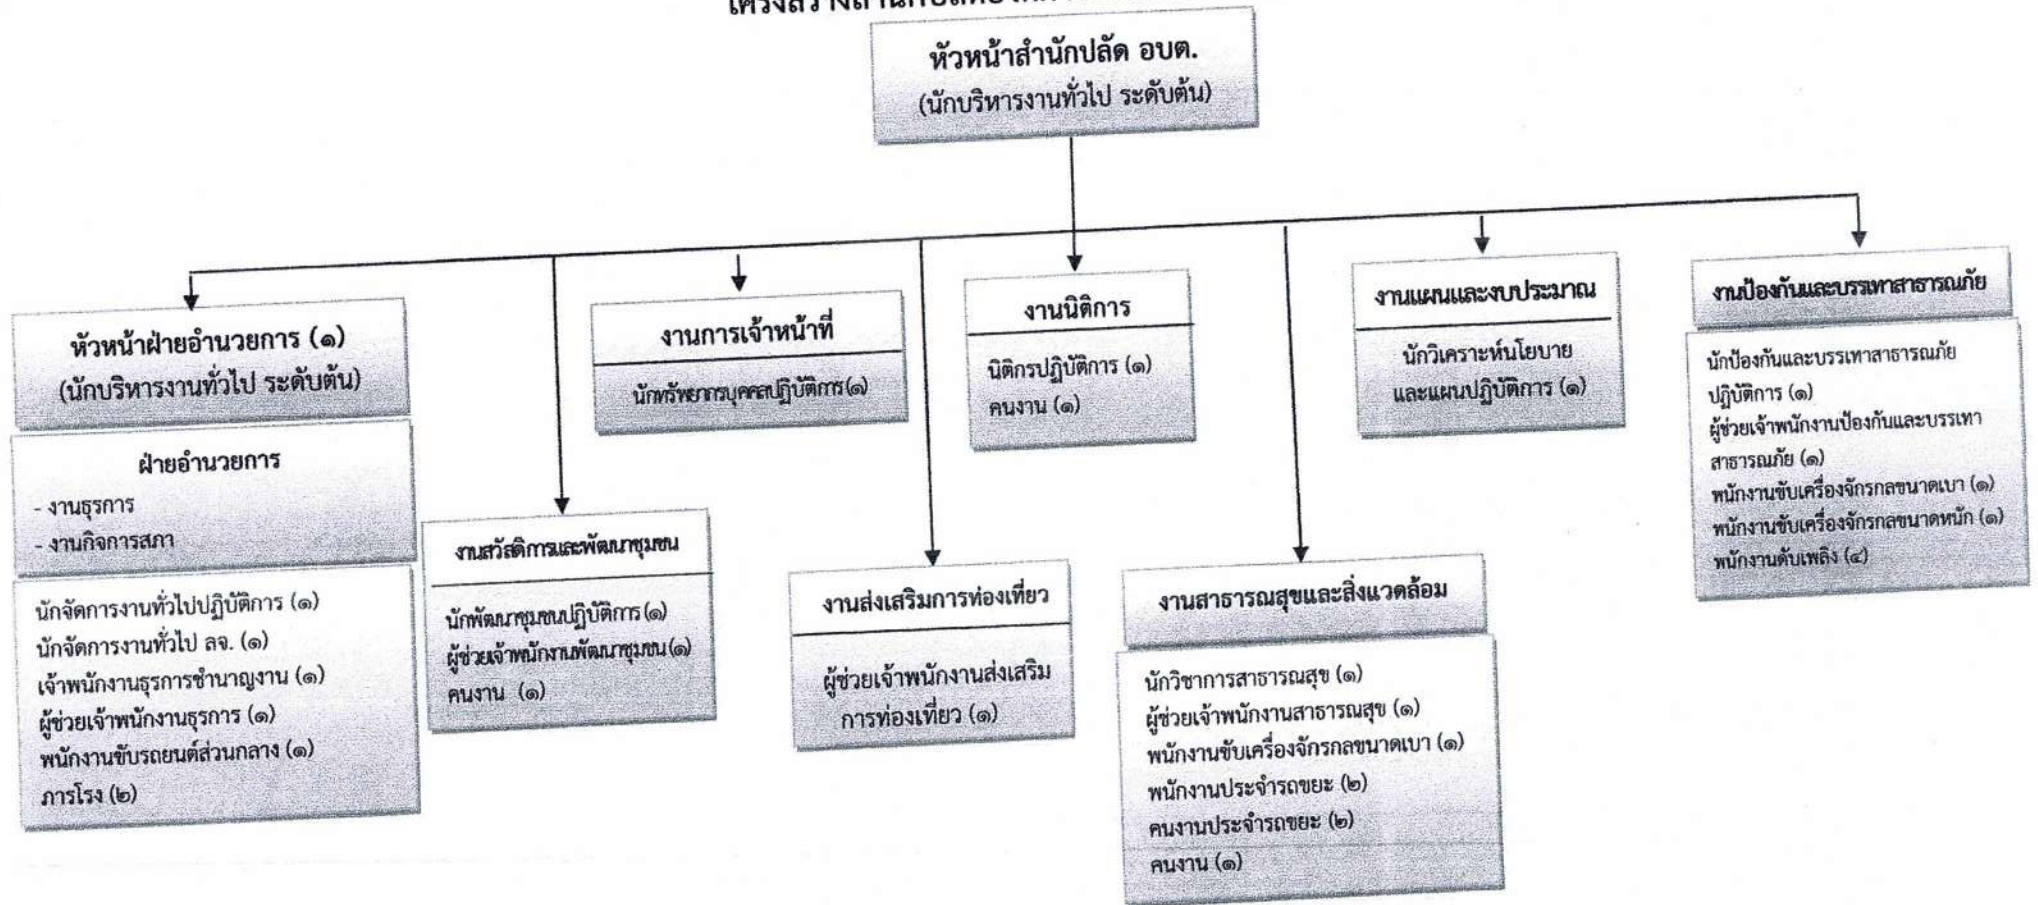 หัวหน้าสำนักปลัด อบต.
(นักบริหารงานทั่วไป ระดับต้น)
หัวหน้าฝ่ายอำนวยการ (๑)
(นักบริหารงานทั่วไป ระดับต้น)
ฝ่ายอำนวยการ
- งานธุรการ
- งานกิจการสภา
นักจัดการงานทั่วไปปฏิบัติการ (๑)
นักจัดการงานทั่วไป ลจ. (๑)
เจ้าพนักงานธุรการชำนาญงาน (๑)
ผู้ช่วยเจ้าพนักงานธุรการ (๑)
พนักงานขับรถยนต์ส่วนกลาง (๑)
ภารโรง (๒)
งานสวัสดิการและพัฒนาชุมชน
นักพัฒนาชุมชนปฏิบัติการ (๑)
ผู้ช่วยเจ้าพนักงานพัฒนาชุมชน (๑)
คนงาน (๑)
งานการเจ้าหน้าที่
นักทรัพยากรบุคคลปฏิบัติการ (๑)
งานส่งเสริมการท่องเที่ยว
ผู้ช่วยเจ้าพนักงานส่งเสริม
การท่องเที่ยว (๑)
งานนิติการ
นิติกรปฏิบัติการ (๑)
คนงาน (๑)
งานสาธารณสุขและสิ่งแวดล้อม
นักวิชาการสาธารณสุข (๑)
ผู้ช่วยเจ้าพนักงานสาธารณสุข (๑)
พนักงานขับเครื่องจักรกลขนาดเบา (๑)
พนักงานประจำรถขยะ (๒)
คนงานประจำรถขยะ (๒)
คนงาน (๑)
งานแผนและงบประมาณ
นักวิเคราะห์นโยบาย
และแผนปฏิบัติการ (๑)
งานป้องกันและบรรเทาสาธารณภัย
นักป้องกันและบรรเทาสาธารณภัย
ปฏิบัติการ (๑)
ผู้ช่วยเจ้าพนักงานป้องกันและบรรเทา
สาธารณภัย (๑)
พนักงานขับเครื่องจักรกลขนาดเบา (๑)
พนักงานขับเครื่องจักรกลขนาดหนัก (๑)
พนักงานดับเพลิง (๔)